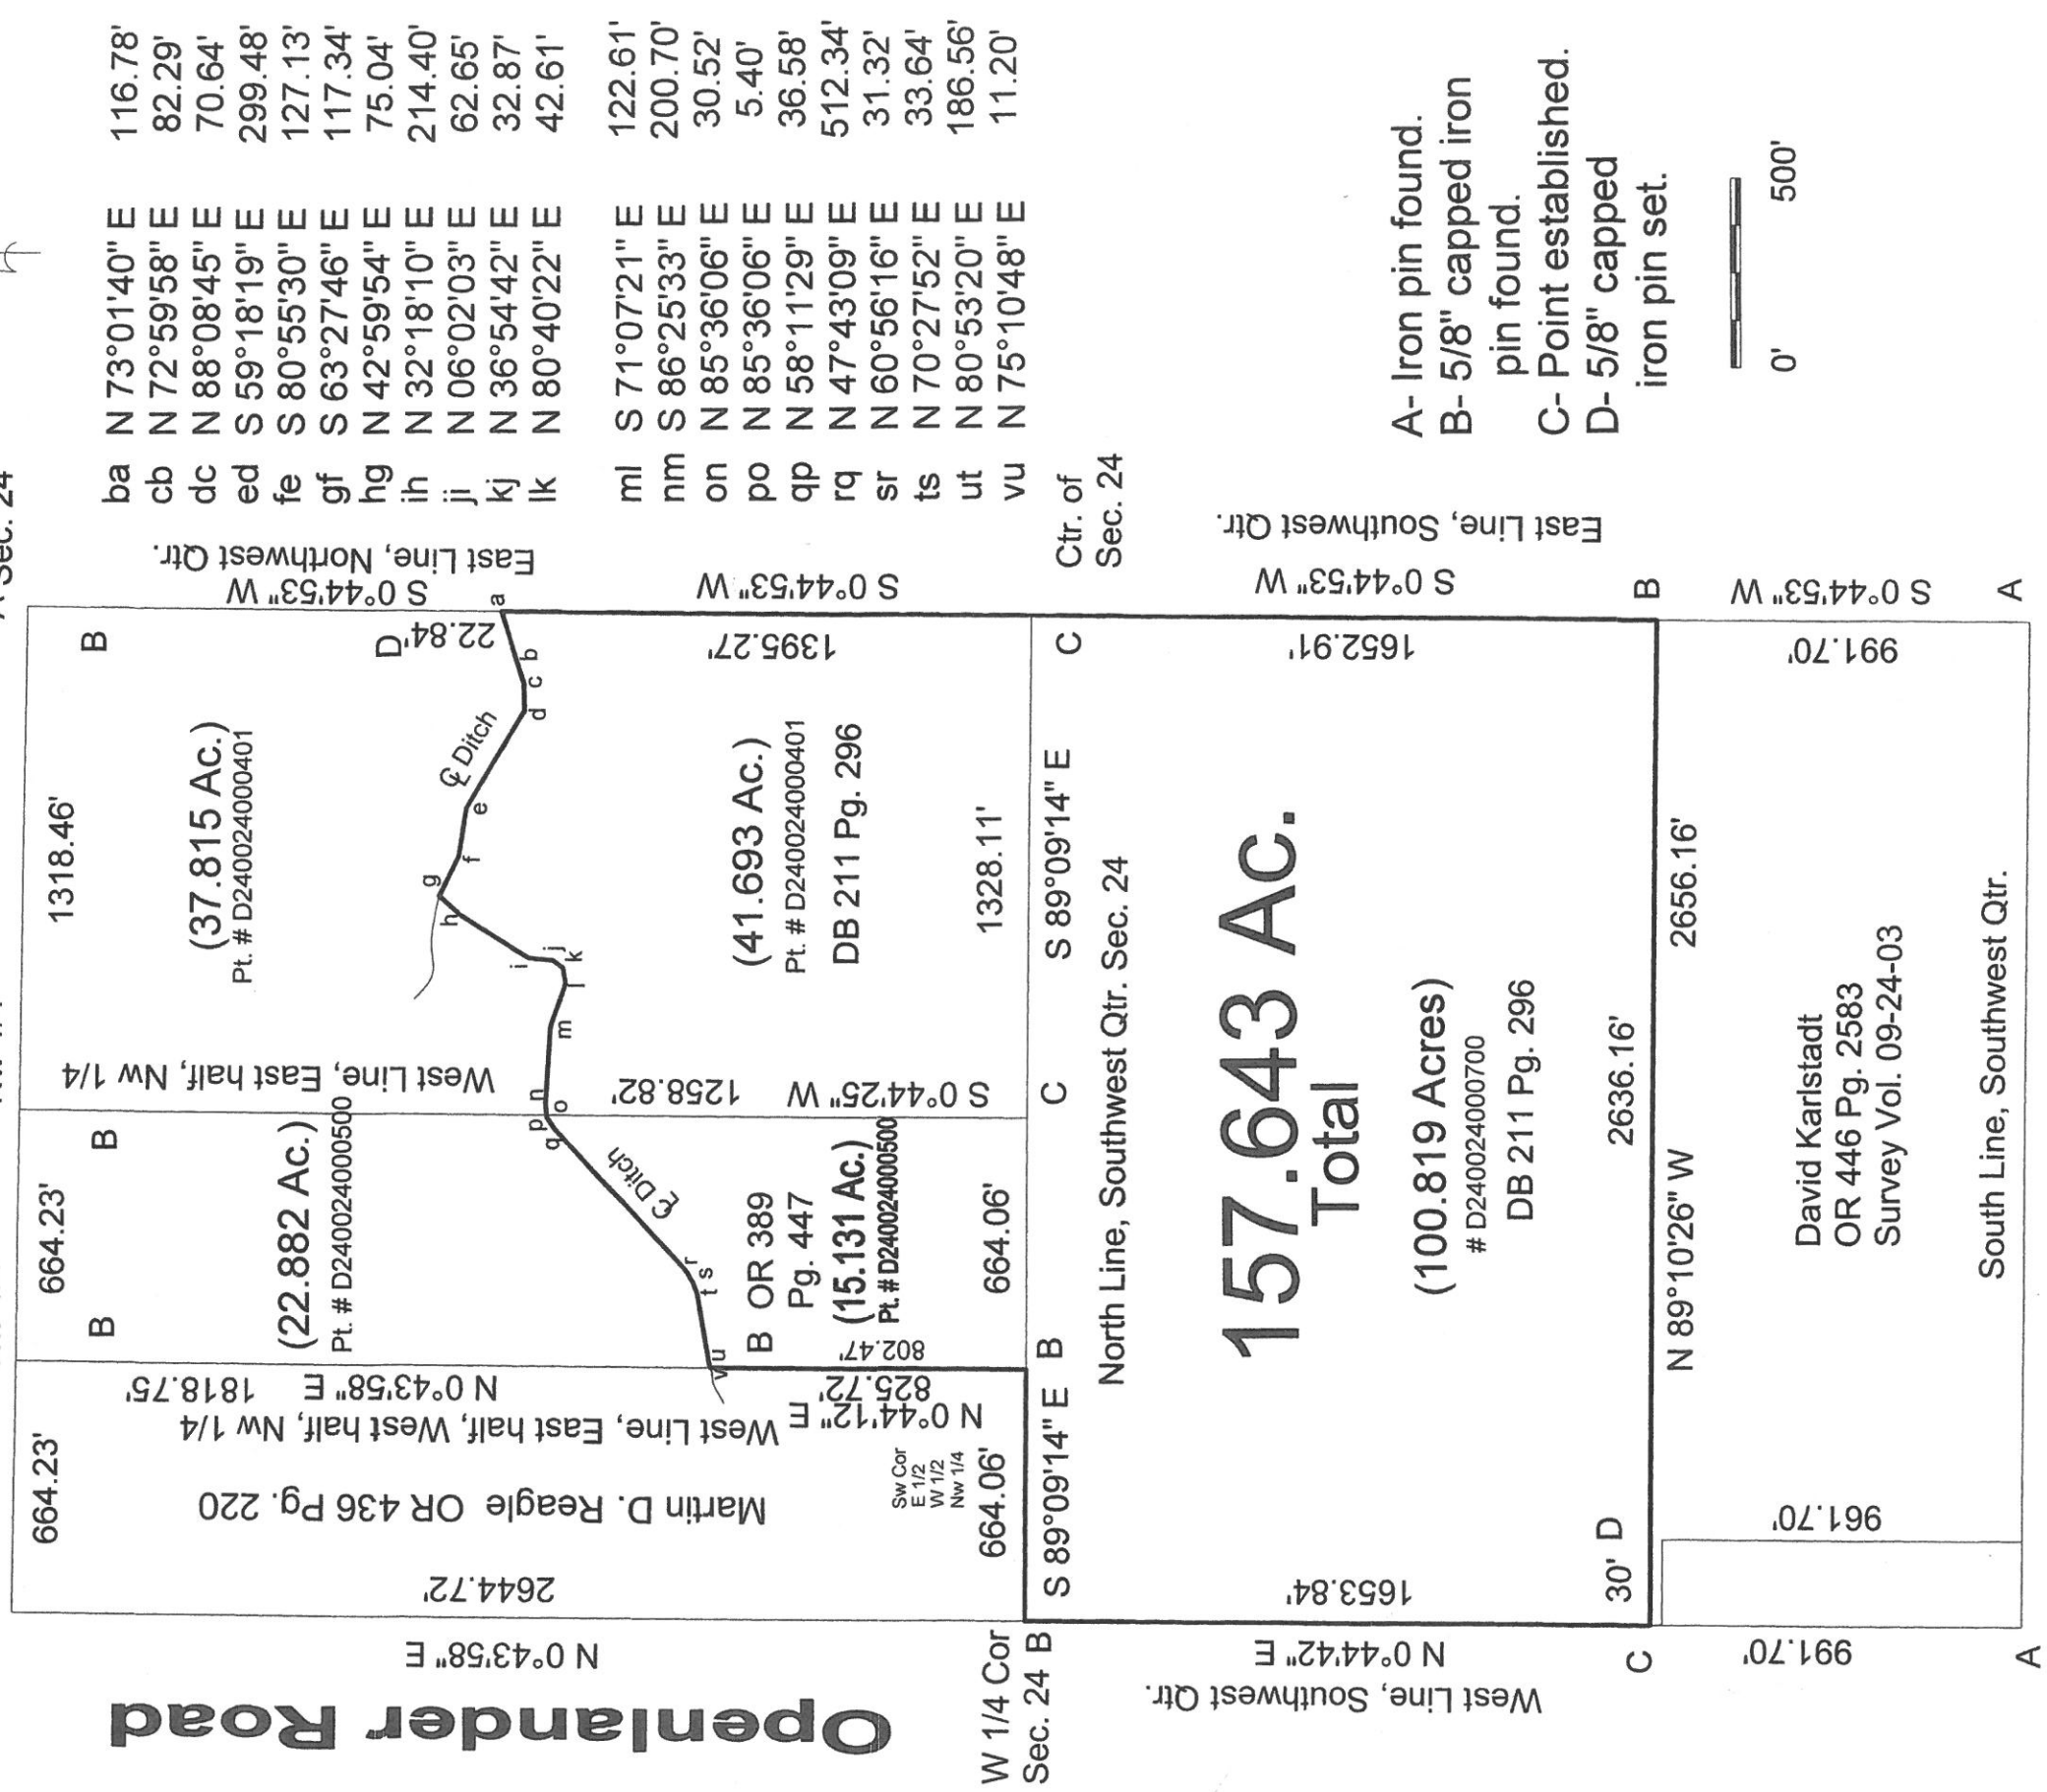 Sec. 24
1318.46'
664.23'
664.23'
B
B
B
(37.815 Ac.)
Pt. # D240024000401
(22.882 Ac.)
Pt. # D240024000500
West Line, East half, Nw 1/4
East Line, Northwest Qtr.
S 0°44'53" W
D
22.84'
a
b
c
d
e
f
g
h
i
j
k
l
m
n
o
p
q
r
s
t
u
v
℄ Ditch
℄ Ditch
(41.693 Ac.)
Pt. # D24002400401
DB 211 Pg. 296
1328.11'
S 0°44'53" W
1395.27'
1258.82'
S 0°44'25" W
B OR 389
Pg. 447
(15.131 Ac.)
Pt. # D24002400500
664.06'
802.47'
825.72'
N 0°44'12" E
N 0°43'58" E 1818.75'
West Line, East half, West half, Nw 1/4
Martin D. Reagle OR 436 Pg. 220
Sw Cor
E 1/2
W 1/2
Nw 1/4
664.06'
2644.72'
N 0°43'58" E
Openlander Road
W 1/4 Cor
Sec. 24 B
S 89°09'14" E
B
C
S 89°09'14" E
C
Ctr. of
Sec. 24
North Line, Southwest Qtr. Sec. 24
157.643 Ac.
Total
(100.819 Acres)
# D24002400700
DB 211 Pg. 296
2636.16'
30' D
1653.84'
N 0°44'42" E
West Line, Southwest Qtr.
C
1652.91'
S 0°44'53" W
East Line, Southwest Qtr.
B
N 89°10'26" W
2656.16'
David Karlstadt
OR 446 Pg. 2583
Survey Vol. 09-24-03
961.70'
991.70'
991.70'
S 0°44'53" W
South Line, Southwest Qtr.
A
A
ba N 73°01'40" E 116.78'
cb N 72°59'58" E 82.29'
dc N 88°08'45" E 70.64'
ed S 59°18'19" E 299.48'
fe S 80°55'30" E 127.13'
gf S 63°27'46" E 117.34'
hg N 42°59'54" E 75.04'
ih N 32°18'10" E 214.40'
ji N 06°02'03" E 62.65'
kj N 36°54'42" E 32.87'
lk N 80°40'22" E 42.61'
ml S 71°07'21" E 122.61'
nm S 86°25'33" E 200.70'
on N 85°36'06" E 30.52'
po N 85°36'06" E 5.40'
qp N 58°11'29" E 36.58'
rq N 47°43'09" E 512.34'
sr N 60°56'16" E 31.32'
ts N 70°27'52" E 33.64'
ut N 80°53'20" E 186.56'
vu N 75°10'48" E 11.20'
A- Iron pin found.
B- 5/8" capped iron
pin found.
C- Point established.
D- 5/8" capped
iron pin set.
0' 500'